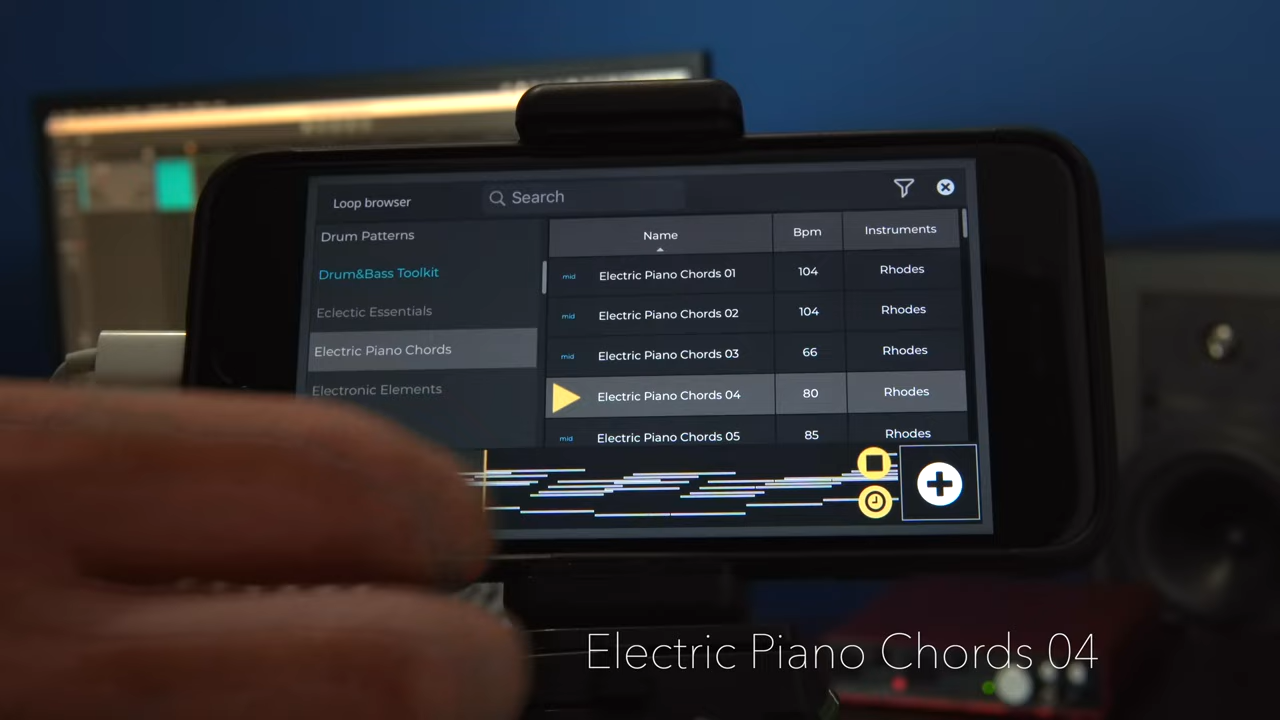 Loop browser
Search
Drum Patterns
Drum&Bass Toolkit
Eclectic Essentials
Electric Piano Chords
Electronic Elements
Name Bpm Instruments
mid Electric Piano Chords 01 104 Rhodes
mid Electric Piano Chords 02 104 Rhodes
mid Electric Piano Chords 03 66 Rhodes
Electric Piano Chords 04 80 Rhodes
mid Electric Piano Chords 05 85 Rhodes
Electric Piano Chords 04